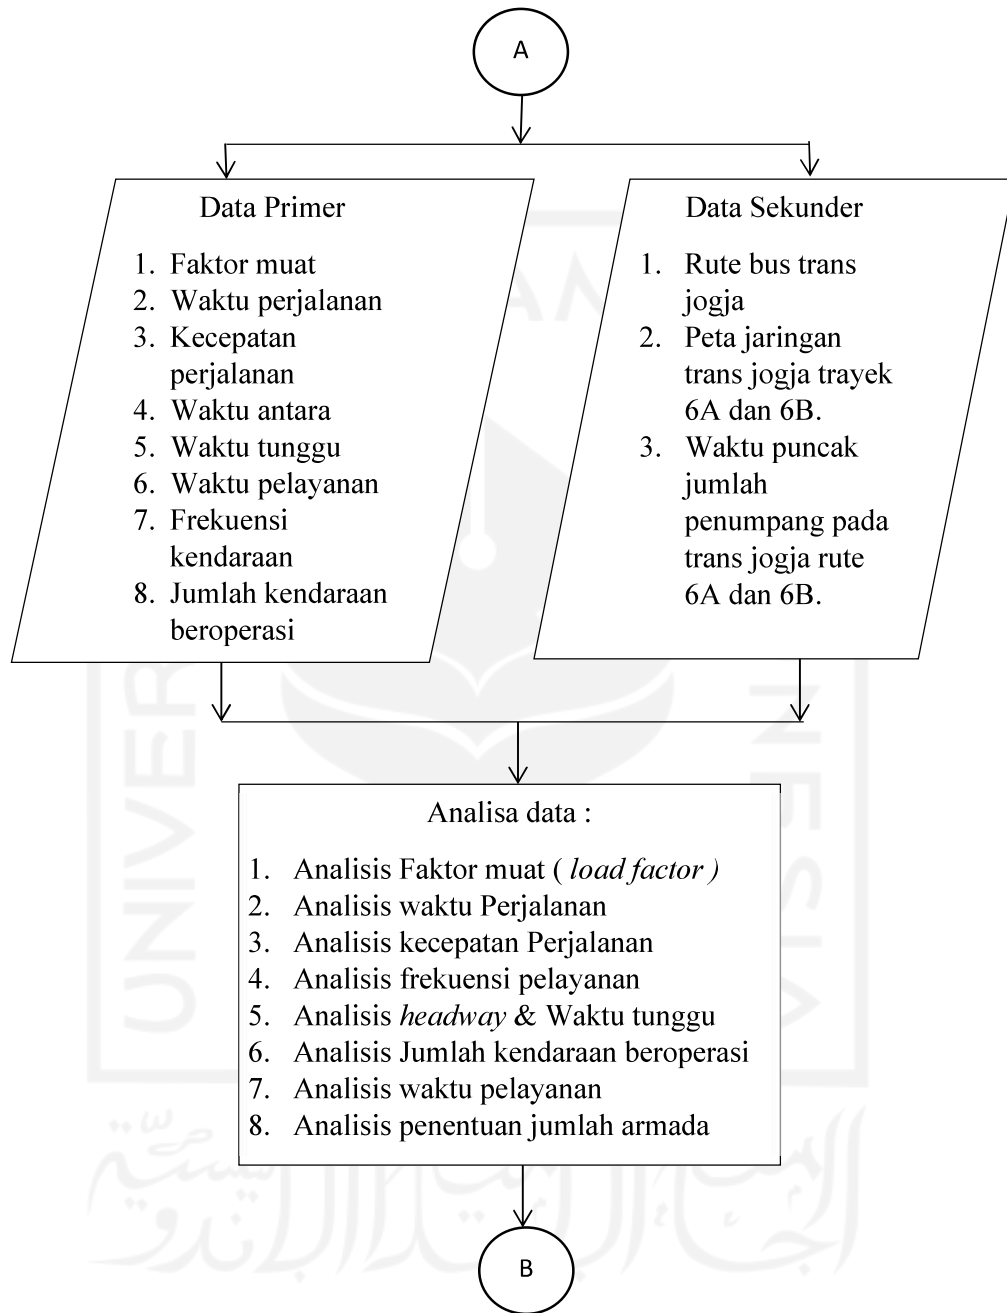 A
Data Primer
1. Faktor muat
2. Waktu perjalanan
3. Kecepatan
perjalanan
4. Waktu antara
5. Waktu tunggu
6. Waktu pelayanan
7. Frekuensi
kendaraan
8. Jumlah kendaraan
beroperasi
Data Sekunder
1. Rute bus trans
jogja
2. Peta jaringan
trans jogja trayek
6A dan 6B.
3. Waktu puncak
jumlah
penumpang pada
trans jogja rute
6A dan 6B.
Analisa data :
1. Analisis Faktor muat ( load factor )
2. Analisis waktu Perjalanan
3. Analisis kecepatan Perjalanan
4. Analisis frekuensi pelayanan
5. Analisis headway & Waktu tunggu
6. Analisis Jumlah kendaraan beroperasi
7. Analisis waktu pelayanan
8. Analisis penentuan jumlah armada
B